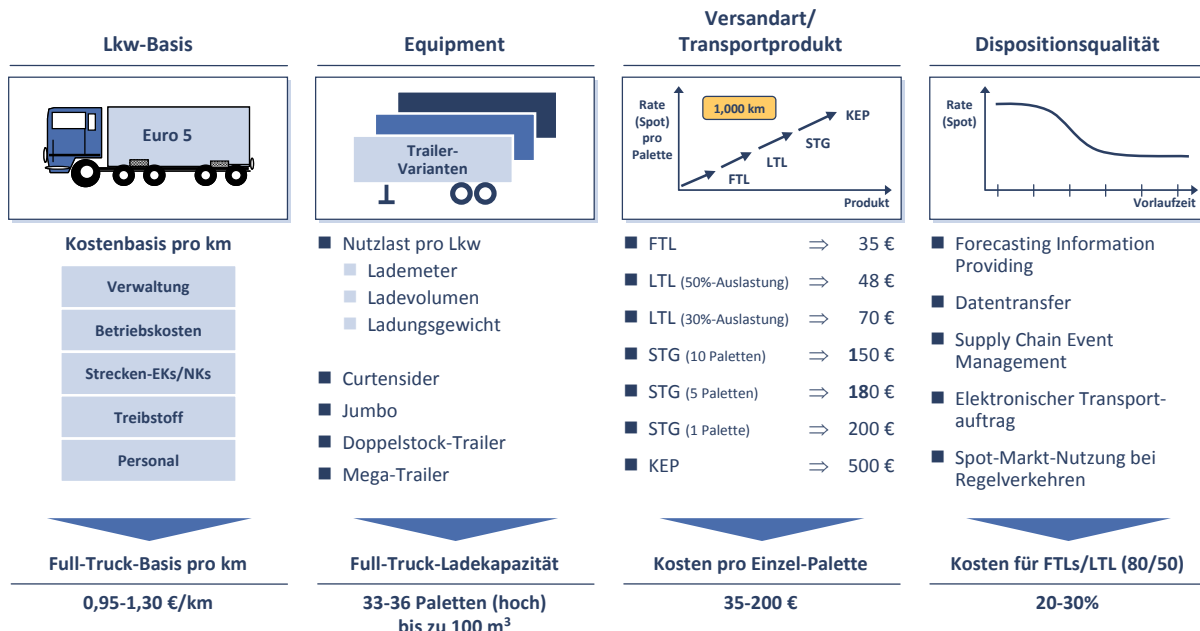 Lkw-Basis
Euro 5
Kostenbasis pro km
Verwaltung
Betriebskosten
Strecken-EKs/NKs
Treibstoff
Personal
Full-Truck-Basis pro km
0,95-1,30 €/km
Equipment
Trailer-
Varianten
■ Nutzlast pro Lkw
■ Lademeter
■ Ladevolumen
■ Ladungsgewicht
■ Curtensider
■ Jumbo
■ Doppelstock-Trailer
■ Mega-Trailer
Full-Truck-Ladekapazität
33-36 Paletten (hoch)
bis zu 100 m³
Versandart/
Transportprodukt
Rate
(Spot)
pro
Palette
1,000 km
KEP
STG
LTL
FTL
Produkt
■ FTL ⇒ 35 €
■ LTL (50%-Auslastung) ⇒ 48 €
■ LTL (30%-Auslastung) ⇒ 70 €
■ STG (10 Paletten) ⇒ 150 €
■ STG (5 Paletten) ⇒ 180 €
■ STG (1 Palette) ⇒ 200 €
■ KEP ⇒ 500 €
Kosten pro Einzel-Palette
35-200 €
Dispositionsqualität
Rate
(Spot)
Vorlaufzeit
■ Forecasting Information
Providing
■ Datentransfer
■ Supply Chain Event
Management
■ Elektronischer Transport-
auftrag
■ Spot-Markt-Nutzung bei
Regelverkehren
Kosten für FTLs/LTL (80/50)
20-30%